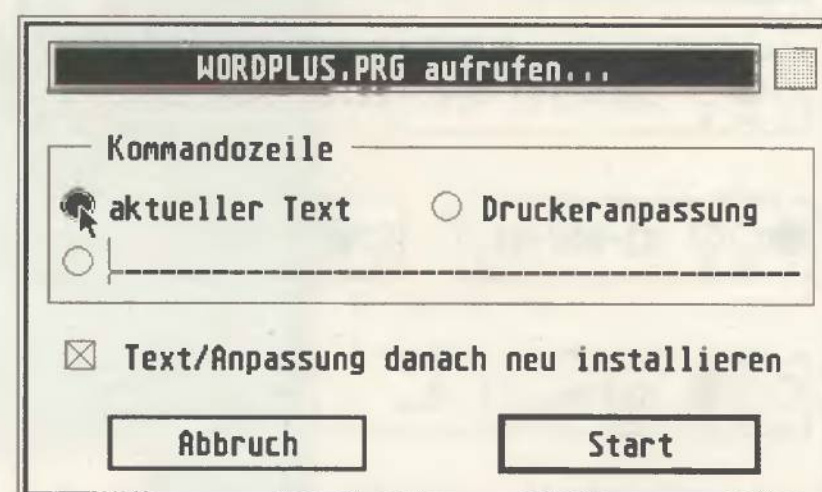 WORDPLUS.PRG aufrufen...
Kommandozeile
aktueller Text Druckeranpassung
Text/Anpassung danach neu installieren
Abbruch Start